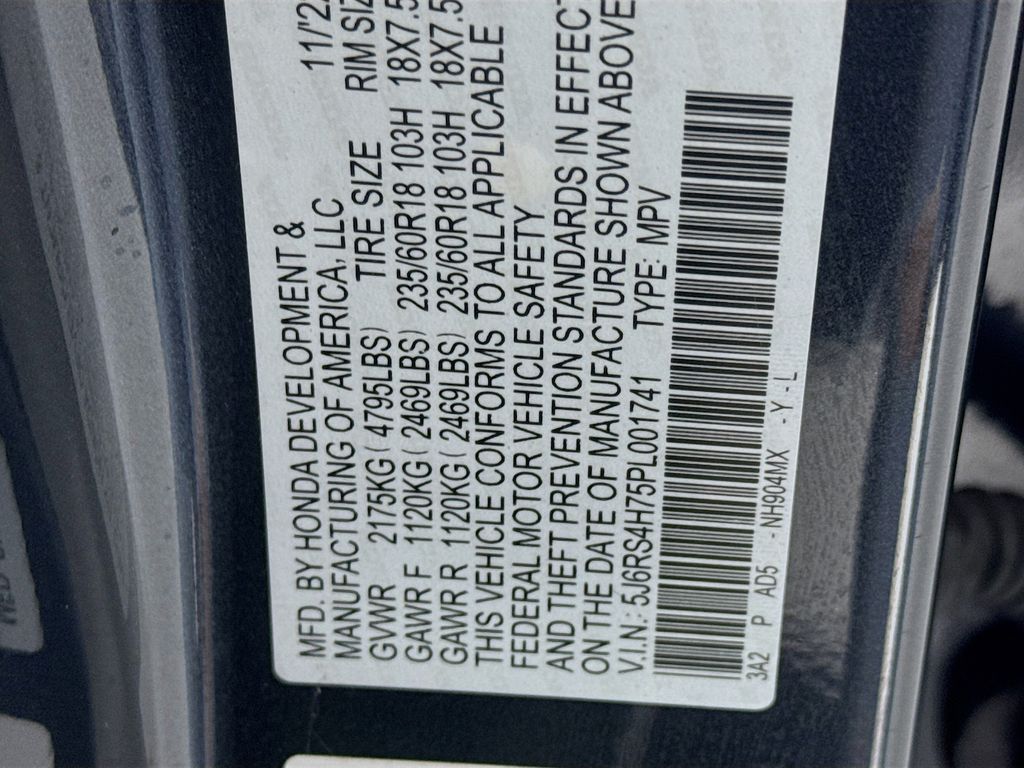 MFD. BY HONDA DEVELOPMENT &
MANUFACTURING OF AMERICA, LLC 11/'22
GVWR 2175KG ( 4795LBS) TIRE SIZE RIM SIZ
GAWR F 1120KG ( 2469LBS) 235/60R18 103H 18X7.5
GAWR R 1120KG ( 2469LBS) 235/60R18 103H 18X7.5
THIS VEHICLE CONFORMS TO ALL APPLICABLE
FEDERAL MOTOR VEHICLE SAFETY
AND THEFT PREVENTION STANDARDS IN EFFECT
ON THE DATE OF MANUFACTURE SHOWN ABOVE
V.I.N.: 5J6RS4H75PL001741 TYPE: MPV
3A2 P AD5 - NH904MX - Y - L